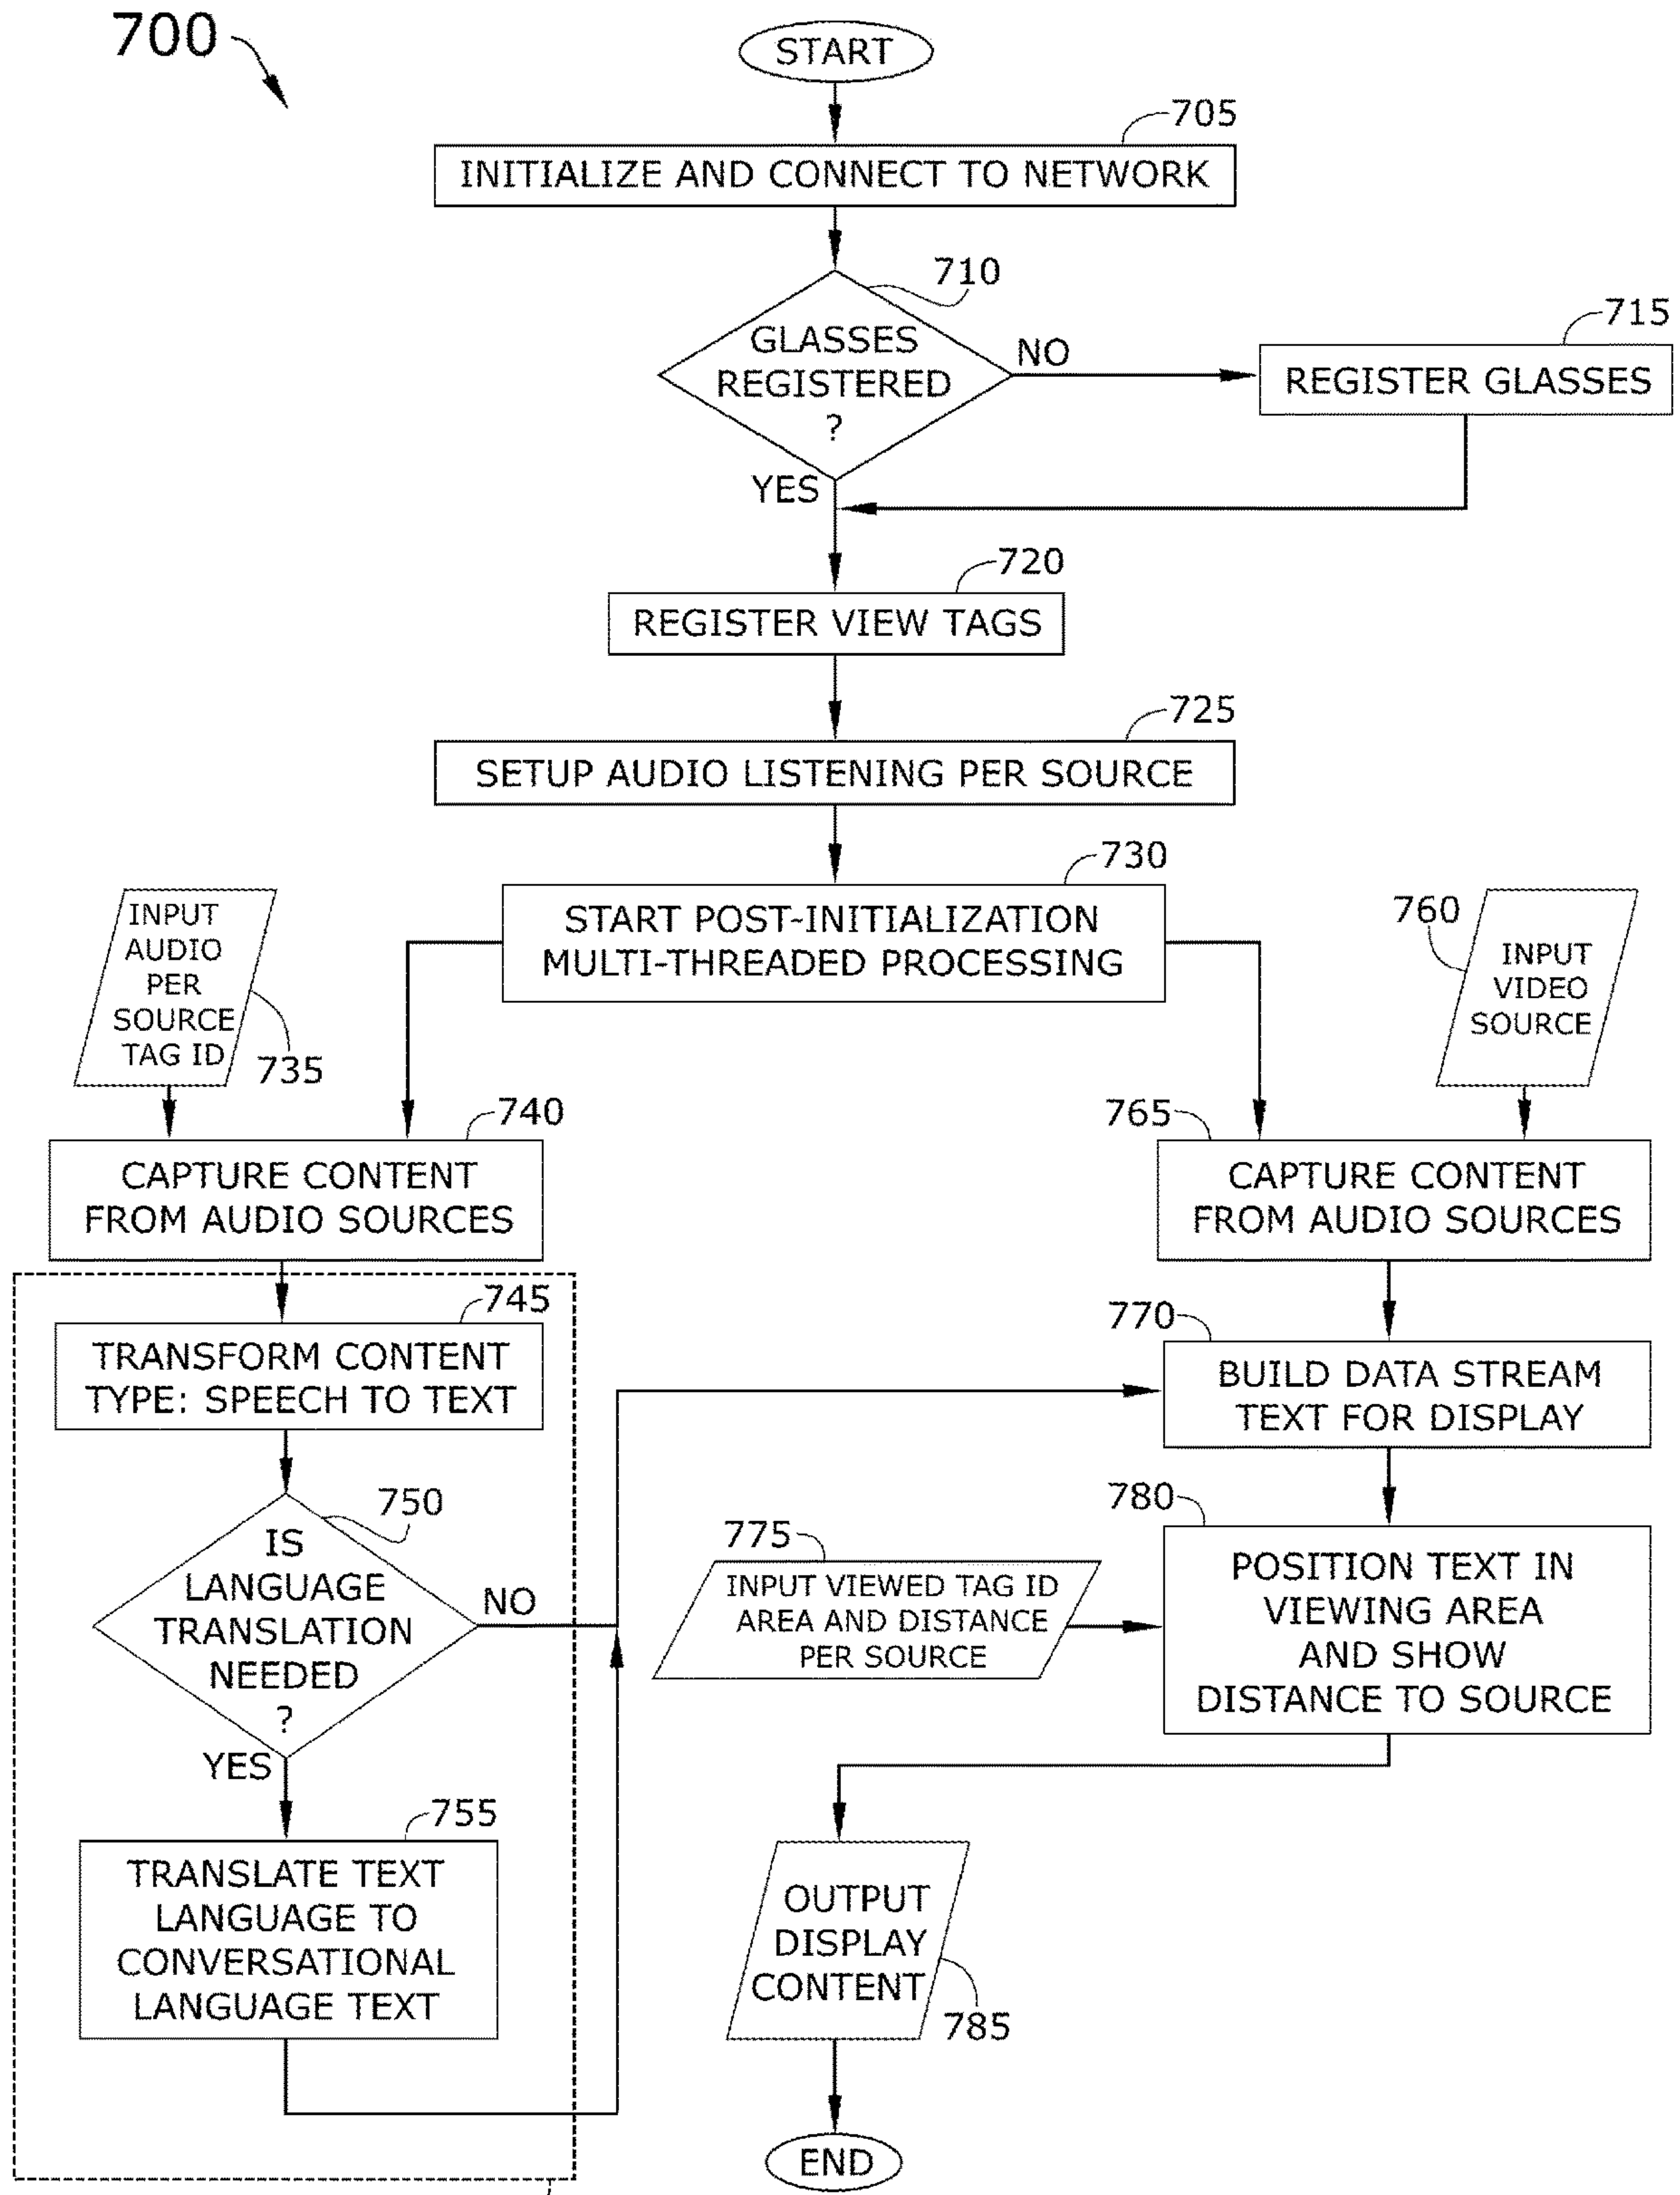 700
START
705
INITIALIZE AND CONNECT TO NETWORK
710
GLASSES
REGISTERED
?
NO
715
REGISTER GLASSES
YES
720
REGISTER VIEW TAGS
725
SETUP AUDIO LISTENING PER SOURCE
730
START POST-INITIALIZATION
MULTI-THREADED PROCESSING
INPUT
AUDIO
PER
SOURCE
TAG ID
735
760
INPUT
VIDEO
SOURCE
740
CAPTURE CONTENT
FROM AUDIO SOURCES
765
CAPTURE CONTENT
FROM AUDIO SOURCES
745
TRANSFORM CONTENT
TYPE: SPEECH TO TEXT
770
BUILD DATA STREAM
TEXT FOR DISPLAY
750
IS
LANGUAGE
TRANSLATION
NEEDED
?
NO
YES
775
INPUT VIEWED TAG ID
AREA AND DISTANCE
PER SOURCE
780
POSITION TEXT IN
VIEWING AREA
AND SHOW
DISTANCE TO SOURCE
755
TRANSLATE TEXT
LANGUAGE TO
CONVERSATIONAL
LANGUAGE TEXT
OUTPUT
DISPLAY
CONTENT
785
END